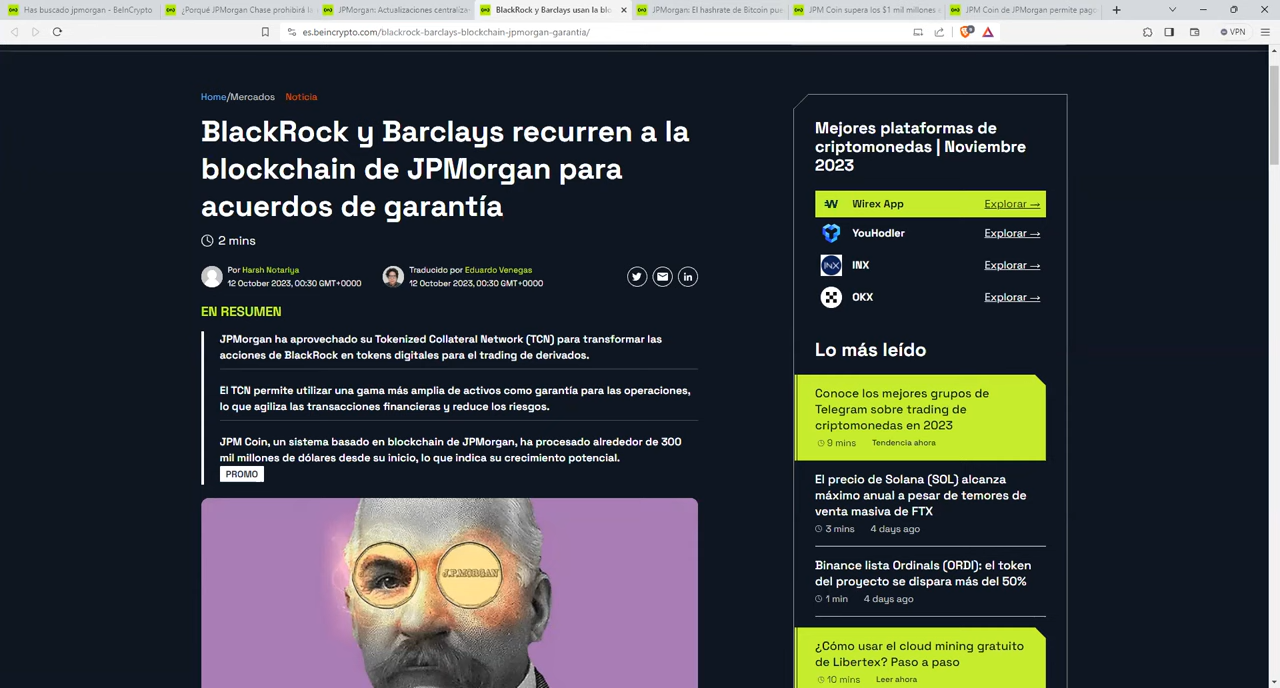 Has buscado jpmorgan - BeInCrypto
¿Porqué JPMorgan Chase prohibirá l
JPMorgan: Actualizaciones centraliza
BlackRock y Barclays usan la blo
JPMorgan: El hashrate de Bitcoin pue
JPM Coin supera los $1 mil millones
JPM Coin de JPMorgan permite pag
es.beincrypto.com/blackrock-barclays-blockchain-jpmorgan-garantia/
VPN
Home/Mercados Noticia
BlackRock y Barclays recurren a la
blockchain de JPMorgan para
acuerdos de garantía
2 mins
Por Harsh Notariya
12 October 2023, 00:30 GMT+0000
Traducido por Eduardo Venegas
12 October 2023, 00:30 GMT+0000
EN RESUMEN
JPMorgan ha aprovechado su Tokenized Collateral Network (TCN) para transformar las
acciones de BlackRock en tokens digitales para el trading de derivados.
El TCN permite utilizar una gama más amplia de activos como garantía para las operaciones,
lo que agiliza las transacciones financieras y reduce los riesgos.
JPM Coin, un sistema basado en blockchain de JPMorgan, ha procesado alrededor de 300
mil millones de dólares desde su inicio, lo que indica su crecimiento potencial.
PROMO
J.P.MORGAN
Mejores plataformas de
criptomonedas | Noviembre
2023
Wirex App Explorar →
YouHodler Explorar →
INX INX Explorar →
OKX Explorar →
Lo más leído
Conoce los mejores grupos de
Telegram sobre trading de
criptomonedas en 2023
9 mins Tendencia ahora
El precio de Solana (SOL) alcanza
máximo anual a pesar de temores de
venta masiva de FTX
3 mins 4 days ago
Binance lista Ordinals (ORDI): el token
del proyecto se dispara más del 50%
1 min 4 days ago
¿Cómo usar el cloud mining gratuito
de Libertex? Paso a paso
10 mins Leer ahora